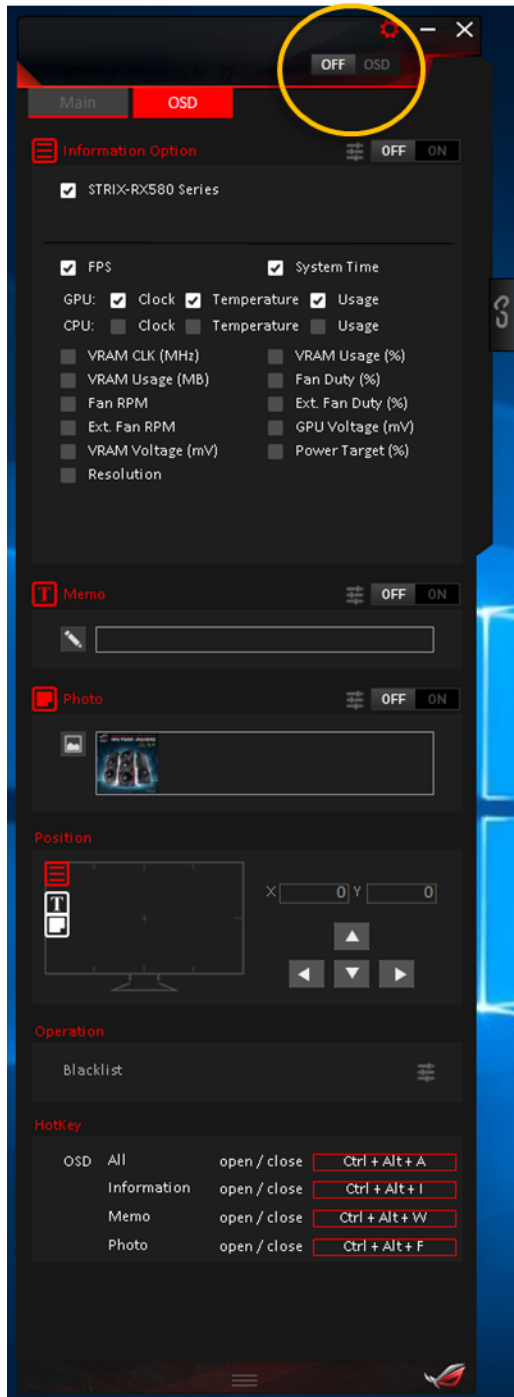 OFF OSD
Main OSD
Information Option OFF ON
STRIX-RX580 Series
FPS System Time
GPU: Clock Temperature Usage
CPU: Clock Temperature Usage
VRAM CLK (MHz) VRAM Usage (%)
VRAM Usage (MB) Fan Duty (%)
Fan RPM Ext. Fan Duty (%)
Ext. Fan RPM GPU Voltage (mV)
VRAM Voltage (mV) Power Target (%)
Resolution
T Memo OFF ON
Photo OFF ON
Position
X 0 Y 0
T
Operation
Blacklist
HotKey
OSD All open / close Ctrl + Alt + A
Information open / close Ctrl + Alt + I
Memo open / close Ctrl + Alt + W
Photo open / close Ctrl + Alt + F